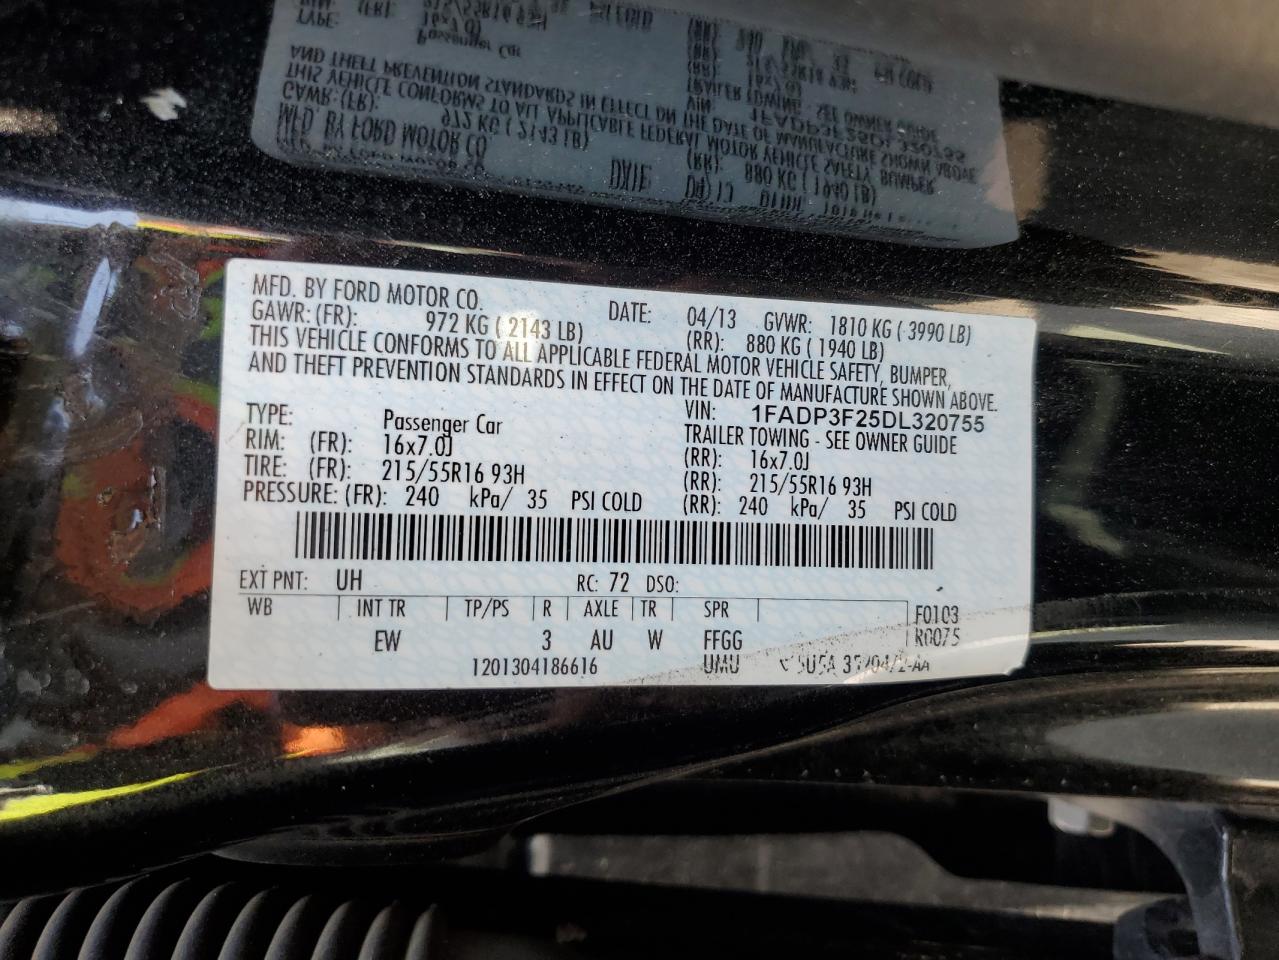 MFD. BY FORD MOTOR CO. DATE: 04/13 GVWR: 1810 KG ( 3990 LB)
GAWR: (FR): 972 KG ( 2143 LB) (RR): 880 KG ( 1940 LB)
THIS VEHICLE CONFORMS TO ALL APPLICABLE FEDERAL MOTOR VEHICLE SAFETY, BUMPER,
AND THEFT PREVENTION STANDARDS IN EFFECT ON THE DATE OF MANUFACTURE SHOWN ABOVE.
VIN: 1FADP3F25DL320755
TYPE: Passenger Car TRAILER TOWING - SEE OWNER GUIDE
RIM: (FR): 16x7.0J (RR): 16x7.0J
TIRE: (FR): 215/55R16 93H (RR): 215/55R16 93H
PRESSURE: (FR): 240 kPa/ 35 PSI COLD (RR): 240 kPa/ 35 PSI COLD
EXT PNT: UH RC: 72 DSO:
WB INT TR TP/PS R AXLE TR SPR F0103
EW 3 AU W FFGG R0075
1201304186616 UMU